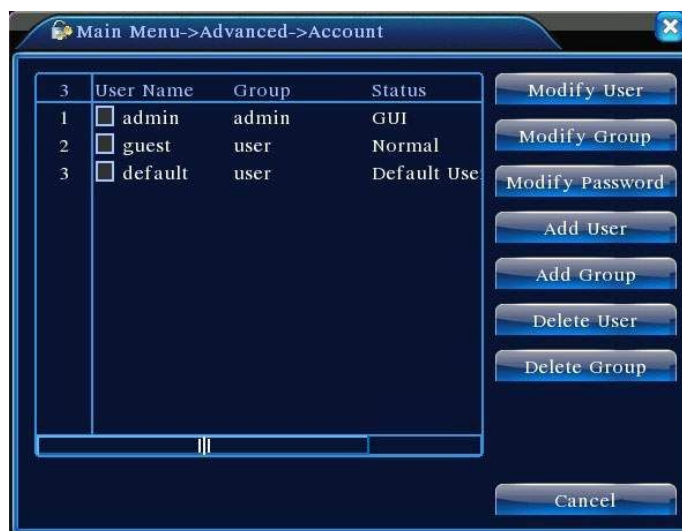 Main Menu->Advanced->Account
3 User Name Group Status
1 admin admin GUI
2 guest user Normal
3 default user Default Use
Modify User
Modify Group
Modify Password
Add User
Add Group
Delete User
Delete Group
Cancel